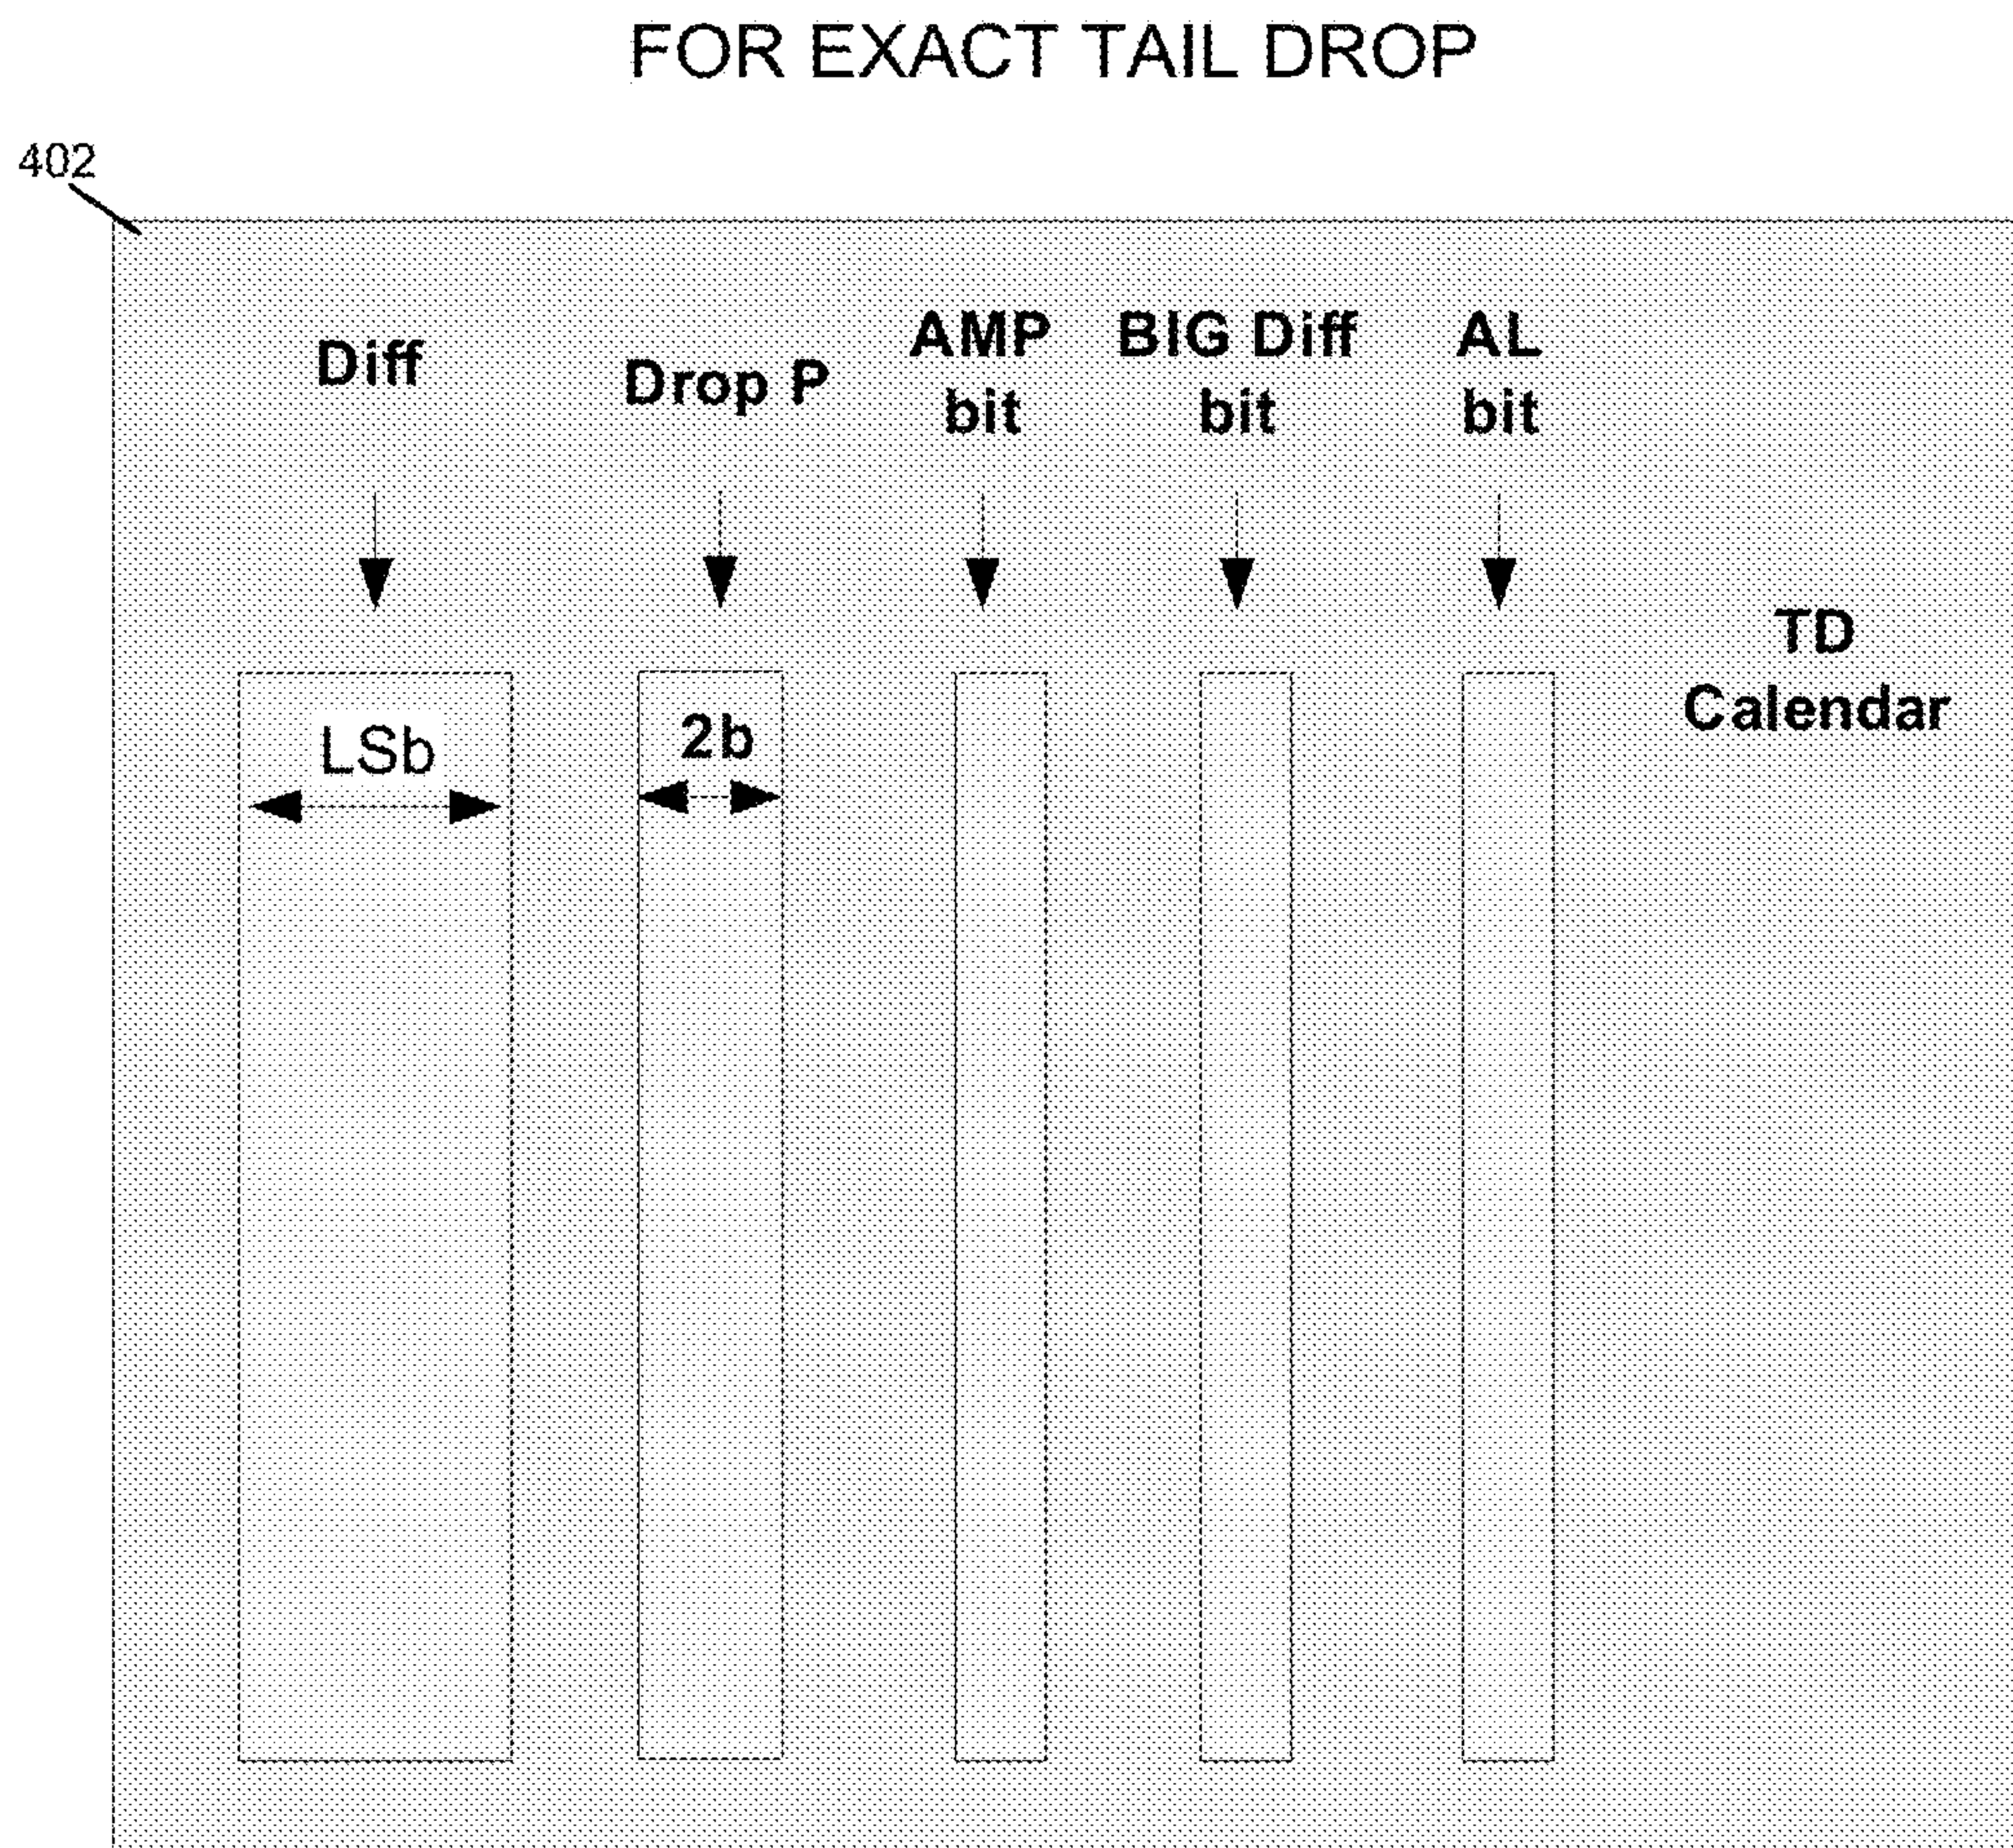 FOR EXACT TAIL DROP
402
Diff
Drop P
AMP
bit
BIG Diff
bit
AL
bit
TD
Calendar
LSb
2b